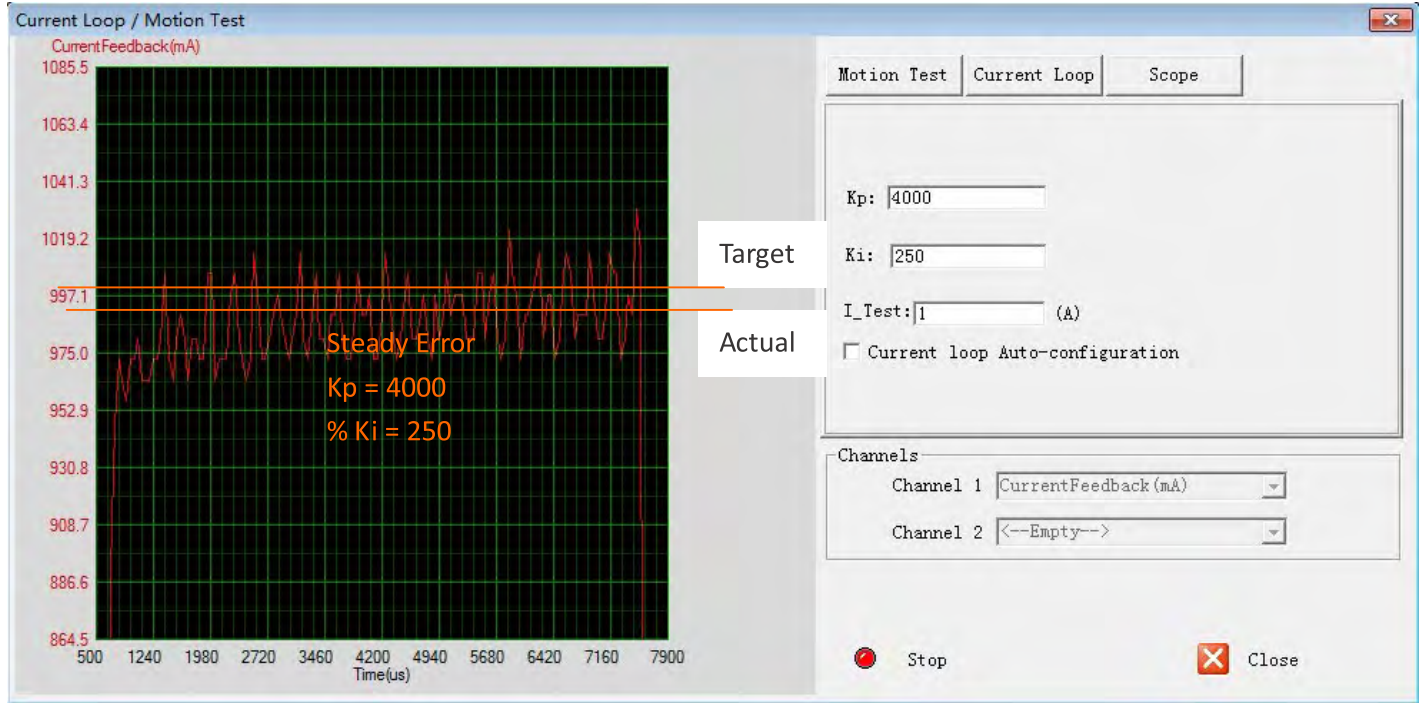 Current Loop / Motion Test
CurrentFeedback(mA)
1085.5
1063.4
1041.3
1019.2
997.1
975.0
952.9
930.8
908.7
886.6
864.5
500 1240 1980 2720 3460 4200 4940 5680 6420 7160 7900
Time(us)
Target
Actual
Steady Error
Kp = 4000
% Ki = 250
Motion Test Current Loop Scope
Kp: 4000
Ki: 250
I_Test: 1 (A)
Current loop Auto-configuration
Channels
Channel 1 CurrentFeedback(mA)
Channel 2 <--Empty-->
Stop Close